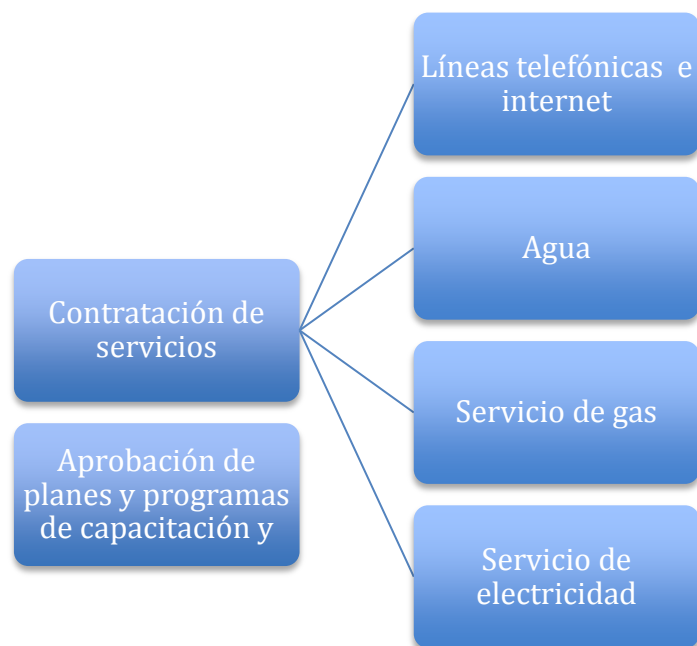 Líneas telefónicas e
internet
Agua
Contratación de
servicios
Servicio de gas
Aprobación de
planes y programas
de capacitación y
Servicio de
electricidad